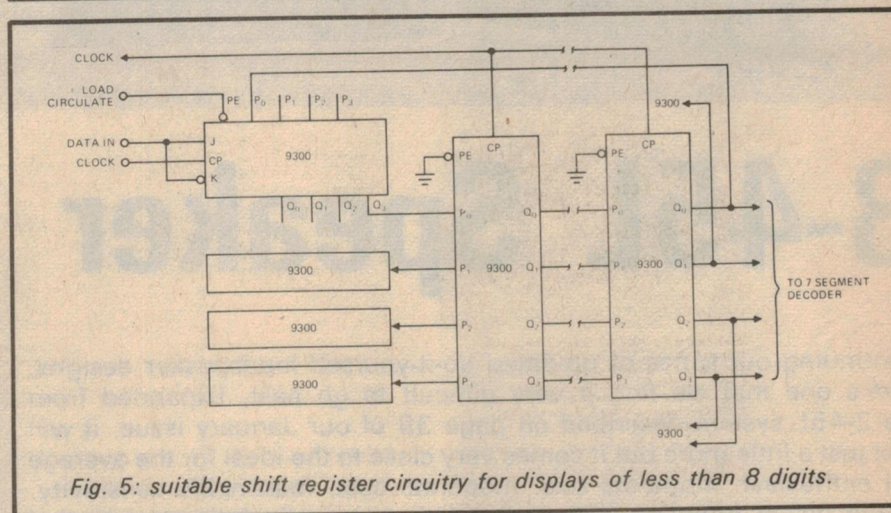 CLOCK
LOAD
CIRCULATE
PE P₀ P₁ P₂ P₃
9300
DATA IN
CLOCK
J
CP
K
9300
Q₀ Q₁ Q₂ Q₃
PE CP
PE CP
P₀ Q₀ P₀ Q₀
9300 P₁ 9300 Q₁ P₁ 9300 Q₁
TO 7 SEGMENT
DECODER
9300 P₂ Q₂ P₂ Q₂
9300 P₁ Q₃ P₃
9300
Fig. 5: suitable shift register circuitry for displays of less than 8 digits.